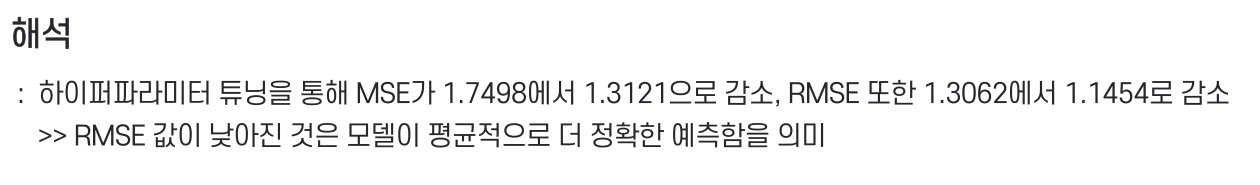 해석
: 하이퍼파라미터 튜닝을 통해 MSE가 1.7498에서 1.3121으로 감소, RMSE 또한 1.3062에서 1.1454로 감소
>> RMSE 값이 낮아진 것은 모델이 평균적으로 더 정확한 예측함을 의미